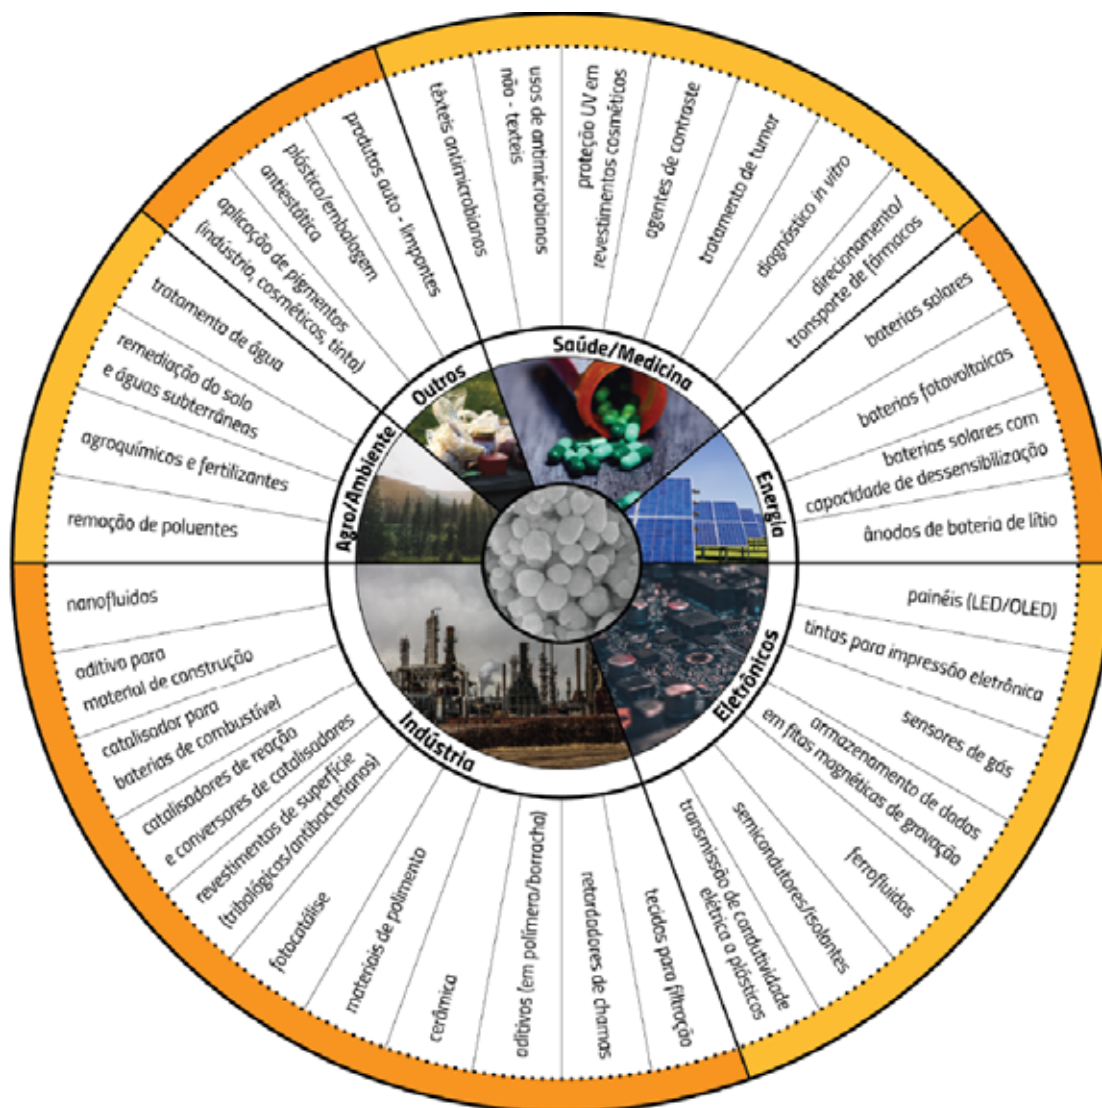 Saúde/Medicina
têxteis antimicrobianos
usos de antimicrobianos
não - texteis
proteção UV em
revestimentos cosméticos
agentes de contraste
tratamento de tumor
diagnóstico in vitro
direcionamento/
transporte de fármacos
Energia
baterias solares
baterias fotovoltaicas
baterias solares com
capacidade de dessensibilização
ânodos de bateria de lítio
Eletrônicos
painéis (LED/OLED)
tintas para impressão eletrônica
sensores de gás
armazenamento de dados
em fitas magnéticas de gravação
ferrofluidos
semicondutores/isolantes
transmissão de condutividade
elétrica a plásticos
Indústria
tecidos para filtração
retardadores de chamas
aditivos (em polímero/borracha)
cerâmica
materiais de polimento
fotocatálise
revestimentos de superfície
(tribológicos/antibacterianos)
catalisadores de reação
e conversores de catalisadores
catalisador para
baterias de combustível
aditivo para
material de construção
nanofluidos
Agro/Ambiente
remoção de poluentes
agroquímicos e fertilizantes
remediação do solo
e águas subterrâneas
tratamento de água
Outros
aplicação de pigmentos
(indústria, cosméticos, tinta)
plástico/embalagem
antiestática
produtos auto - limpantes